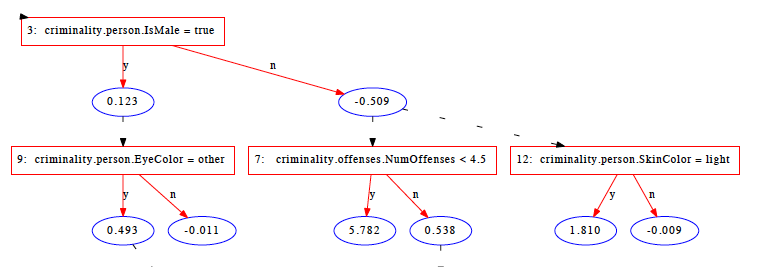 3: criminality.person.IsMale = true
y
n
0.123
-0.509
9: criminality.person.EyeColor = other
7: criminality.offenses.NumOffenses < 4.5
12: criminality.person.SkinColor = light
y
n
y
n
y
n
0.493
-0.011
5.782
0.538
1.810
-0.009